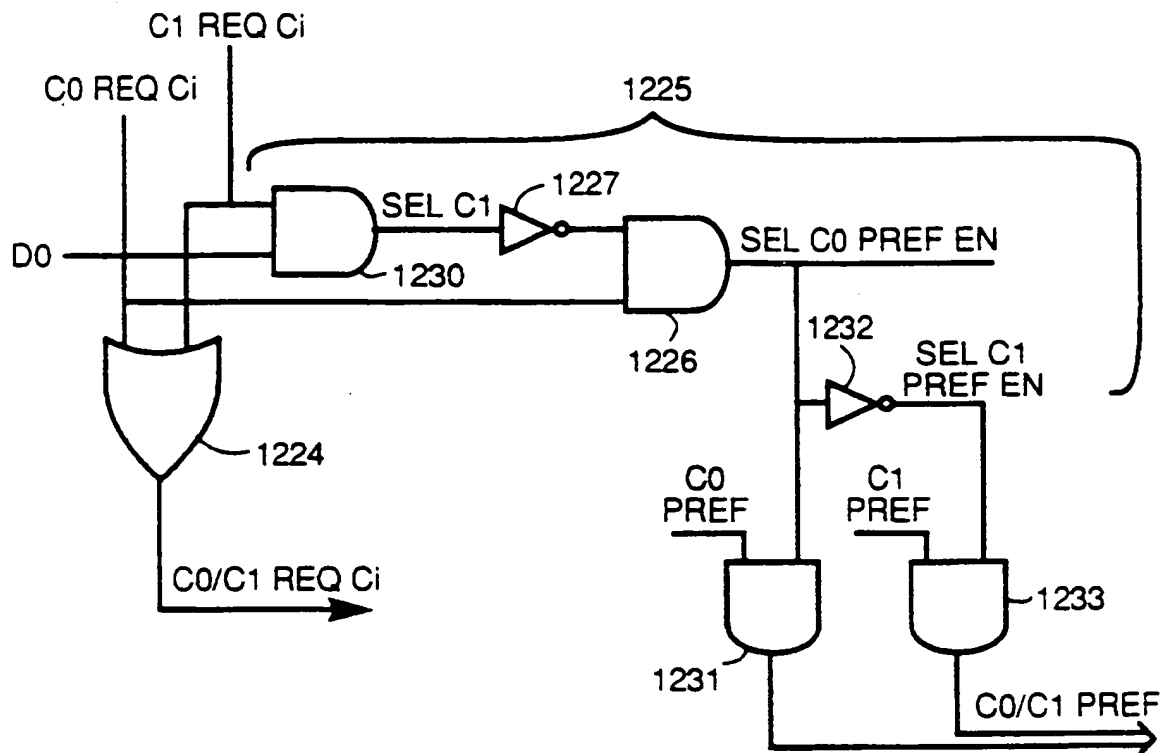 C1 REQ Ci
C0 REQ Ci
1225
1227
SEL C1
D0
1230
SEL C0 PREF EN
1226
1232
SEL C1
PREF EN
1224
C0
PREF
C1
PREF
C0/C1 REQ Ci
1233
1231
C0/C1 PREF